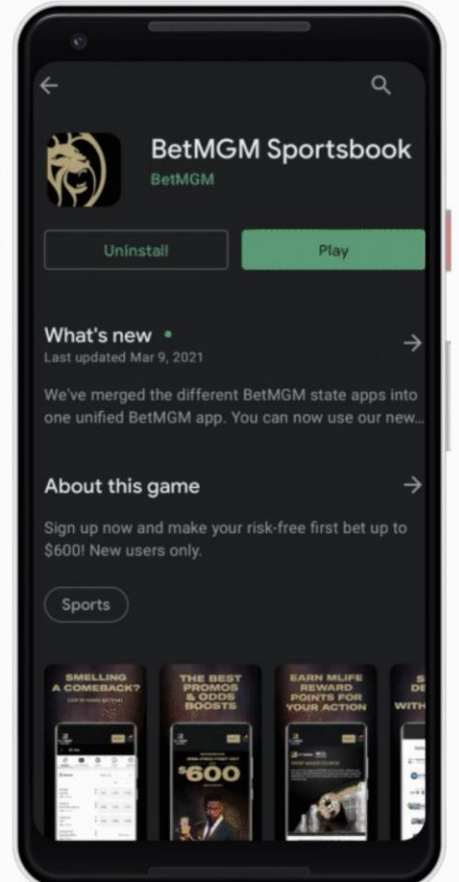 BetMGM Sportsbook
BetMGM
Uninstall
Play
What's new
Last updated Mar 9, 2021
We've merged the different BetMGM state apps into
one unified BetMGM app. You can now use our new...
About this game
Sign up now and make your risk-free first bet up to
$600! New users only.
Sports
SMELLING
A COMEBACK?
THE BEST
PROMOS
& ODDS
BOOSTS
$600
EARN MLIFE
REWARD
POINTS FOR
YOUR ACTION